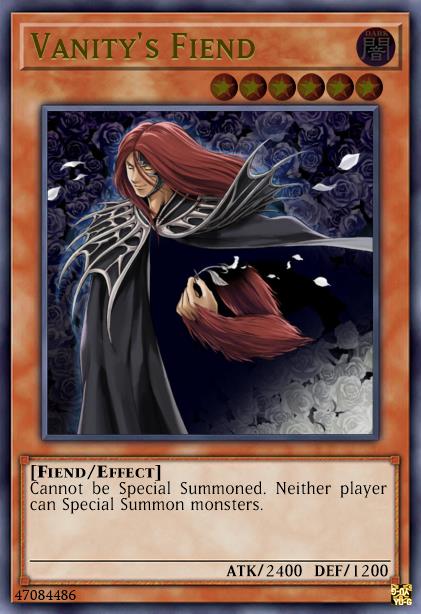 Vanity's Fiend
DARK
闇
[Fiend/Effect]
Cannot be Special Summoned. Neither player
can Special Summon monsters.
ATK/2400 DEF/1200
47084486